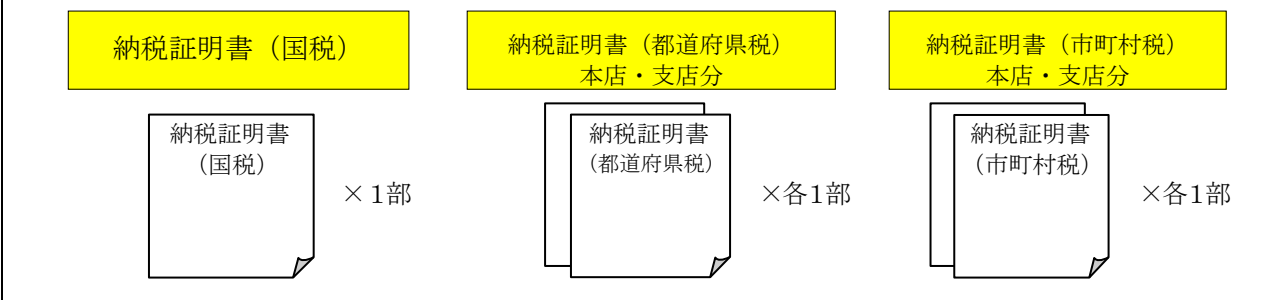 納税証明書（国税）
納税証明書（都道府県税）
本店・支店分
納税証明書（市町村税）
本店・支店分
納税証明書
（国税）
×１部
納税証明書
（都道府県税）
×各1部
納税証明書
（市町村税）
×各1部